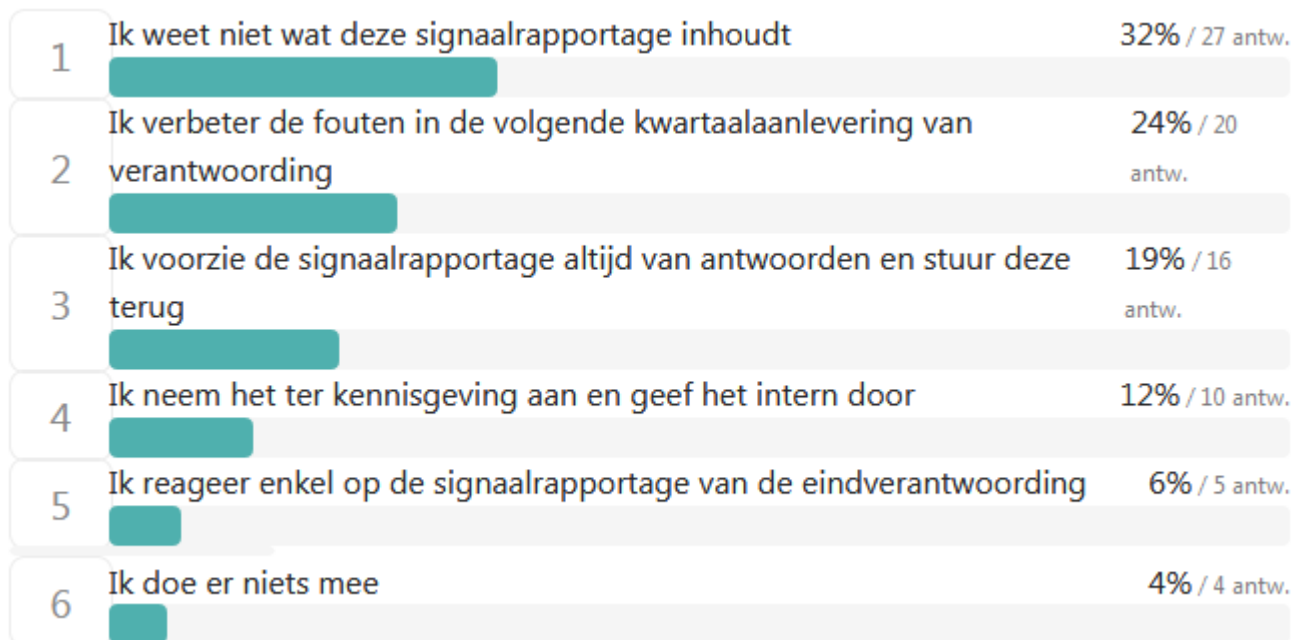 1
Ik weet niet wat deze signaalrapportage inhoudt 32% / 27 antw.
2
Ik verbeter de fouten in de volgende kwartaalaanlevering van 24% / 20
verantwoording antw.
3
Ik voorzie de signaalrapportage altijd van antwoorden en stuur deze 19% / 16
terug antw.
4
Ik neem het ter kennisgeving aan en geef het intern door 12% / 10 antw.
5
Ik reageer enkel op de signaalrapportage van de eindverantwoording 6% / 5 antw.
6
Ik doe er niets mee 4% / 4 antw.